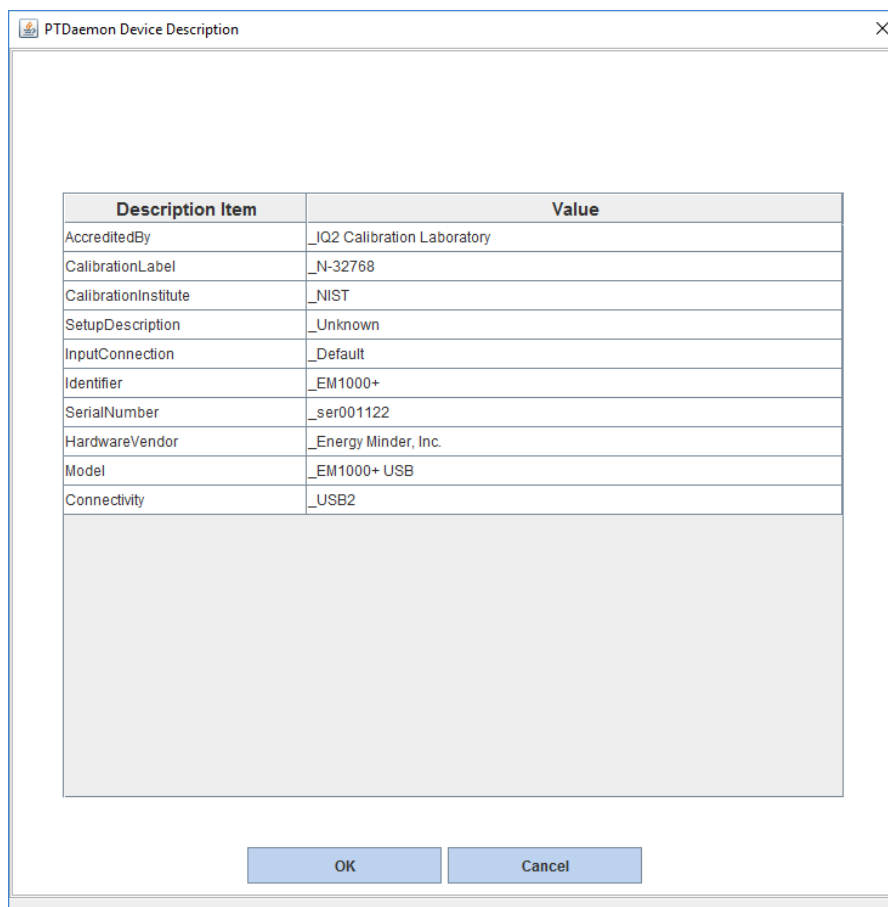 PTDaemon Device Description
Description Item Value
AccreditedBy _IQ2 Calibration Laboratory
CalibrationLabel _N-32768
CalibrationInstitute _NIST
SetupDescription _Unknown
InputConnection _Default
Identifier _EM1000+
SerialNumber _ser001122
HardwareVendor _Energy Minder, Inc.
Model _EM1000+ USB
Connectivity _USB2
OK Cancel